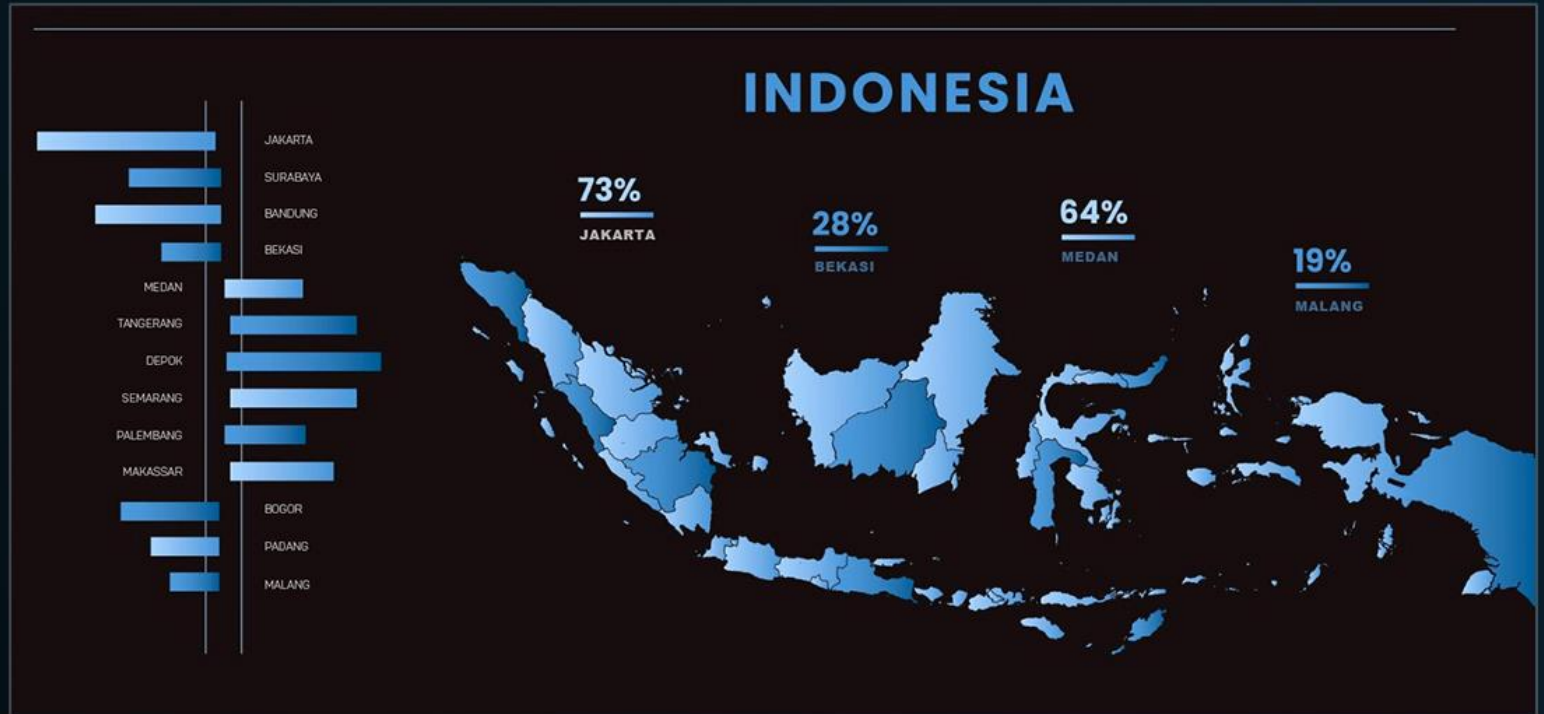 INDONESIA
JAKARTA
SURABAYA
BANDUNG
BEKASI
MEDAN
TANGERANG
DEPOK
SEMARANG
PALEMBANG
MAKASSAR
BOGOR
PADANG
MALANG
73%
JAKARTA
28%
BEKASI
64%
MEDAN
19%
MALANG